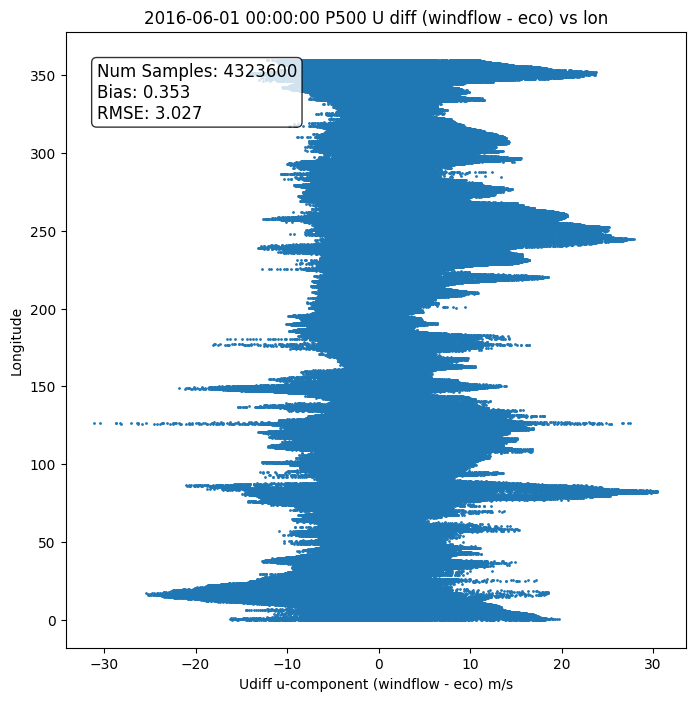 2016-06-01 00:00:00 P500 U diff (windflow - eco) vs lon
Num Samples: 4323600
Bias: 0.353
RMSE: 3.027
350
300
250
200
150
100
50
0
Longitude
−30
−20
−10
0
10
20
30
Udiff u-component (windflow - eco) m/s